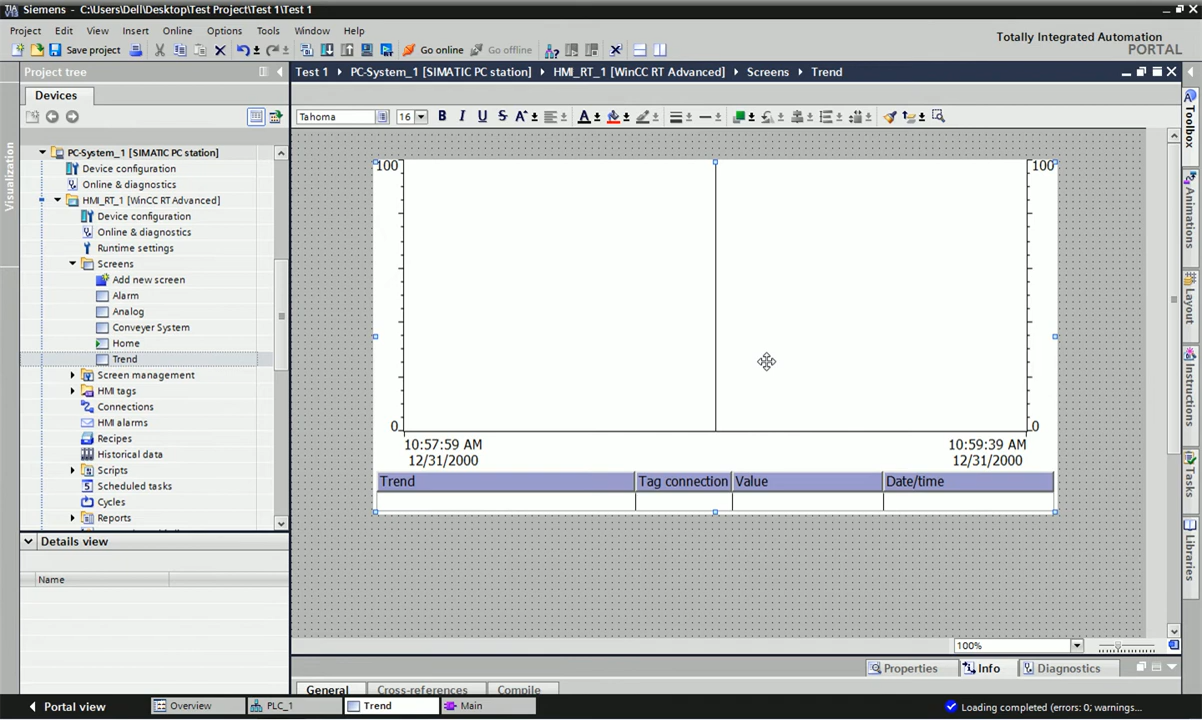 TIA
V13
Siemens - C:\Users\Dell\Desktop\Test Project\Test 1\Test 1
Project Edit View Insert Online Options Tools Window Help
Totally Integrated Automation
PORTAL
Save project
Go online
Go offline
Project tree
Test 1 PC-System_1 [SIMATIC PC station] HMI_RT_1 [WinCC RT Advanced] Screens Trend
Devices
Tahoma
16
B I U S A
Visualization
PC-System_1 [SIMATIC PC station]
Device configuration
Online & diagnostics
HMI_RT_1 [WinCC RT Advanced]
Device configuration
Online & diagnostics
Runtime settings
Screens
Add new screen
Alarm
Analog
Conveyer System
Home
Trend
Screen management
HMI tags
Connections
HMI alarms
Recipes
Historical data
Scripts
Scheduled tasks
Cycles
Reports
Details view
Name
100
100
0
0
10:57:59 AM
12/31/2000
10:59:39 AM
12/31/2000
Trend Tag connection Value Date/time
Toolbox
Animations
Layout
Instructions
Tasks
Libraries
100%
Properties
Info
Diagnostics
General
Cross-references
Compile
Portal view
Overview
PLC_1
Trend
Main
Loading completed (errors: 0; warnings...